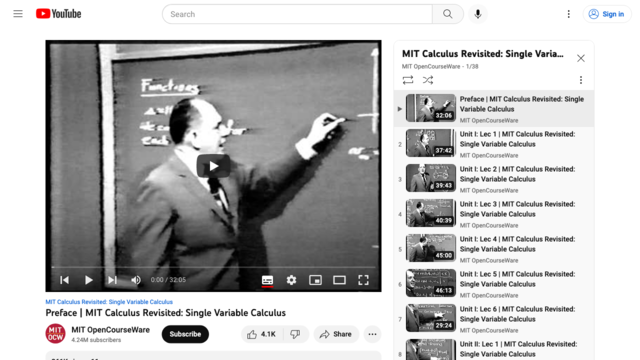 YouTube
Search
Sign in
Functions
MIT Calculus Revisited: Single Varia...
MIT OpenCourseWare - 1/38
Preface | MIT Calculus Revisited: Single
Variable Calculus
MIT OpenCourseWare
32:06
2
Unit I: Lec 1 | MIT Calculus Revisited:
Single Variable Calculus
MIT OpenCourseWare
37:42
3
Unit I: Lec 2 | MIT Calculus Revisited:
Single Variable Calculus
MIT OpenCourseWare
39:43
4
Unit I: Lec 3 | MIT Calculus Revisited:
Single Variable Calculus
MIT OpenCourseWare
40:39
5
Unit I: Lec 4 | MIT Calculus Revisited:
Single Variable Calculus
MIT OpenCourseWare
45:00
6
Unit I: Lec 5 | MIT Calculus Revisited:
Single Variable Calculus
MIT OpenCourseWare
46:13
7
Unit I: Lec 6 | MIT Calculus Revisited:
Single Variable Calculus
MIT OpenCourseWare
29:24
8
Unit II: Lec 1 | MIT Calculus Revisited:
Single Variable Calculus
0:00 / 32:05
MIT Calculus Revisited: Single Variable Calculus
Preface | MIT Calculus Revisited: Single Variable Calculus
MIT
OCW
MIT OpenCourseWare
4.24M subscribers
Subscribe
4.1K
Share